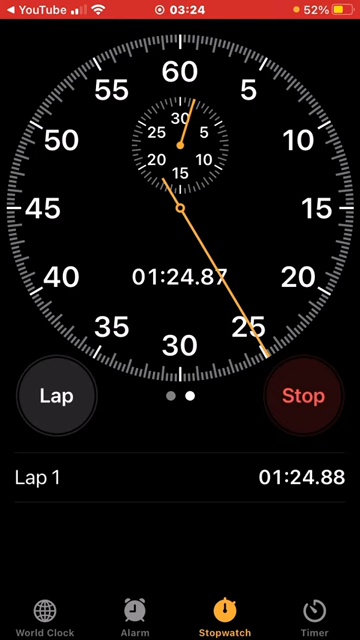 ◀ YouTube 03:24 52%
60
55 5
30
50 25 5 10
20 10
45 15 15
40 01:24.87 20
35 25
30
Lap Stop
Lap 1 01:24.88
World Clock Alarm Stopwatch Timer